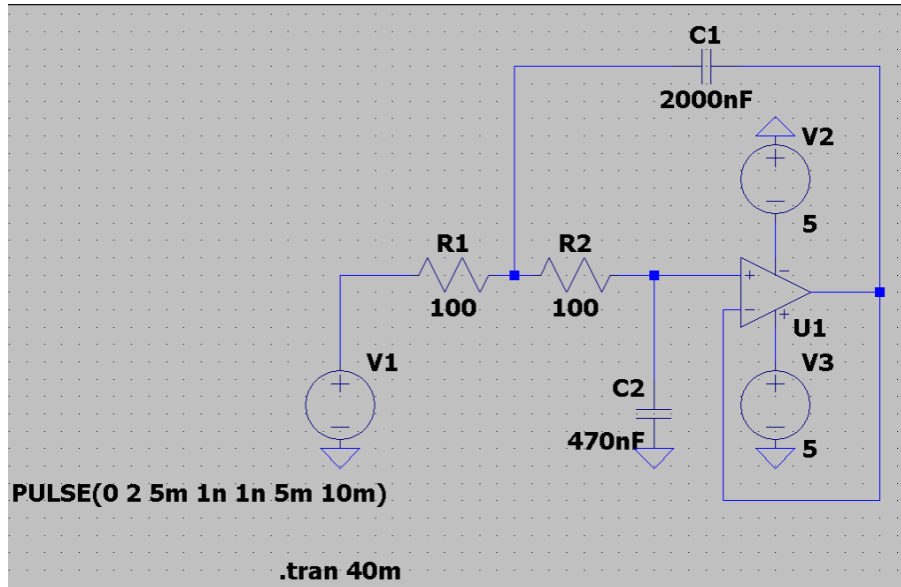 C1
2000nF
V2
5
R1
100
R2
100
U1
V1
V3
5
C2
470nF
PULSE(0 2 5m 1n 1n 5m 10m)
.tran 40m